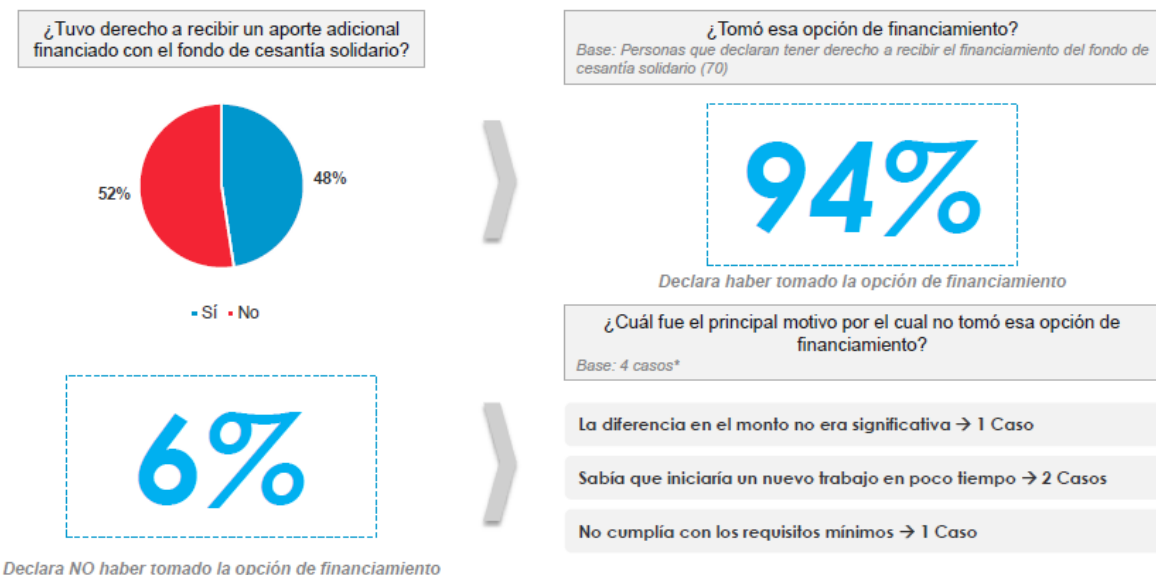 ¿Tuvo derecho a recibir un aporte adicional
financiado con el fondo de cesantía solidario?
52%
48%
Sí No
¿Tomó esa opción de financiamiento?
Base: Personas que declaran tener derecho a recibir el financiamiento del fondo de
cesantía solidario (70)
94%
Declara haber tomado la opción de financiamiento
¿Cuál fue el principal motivo por el cual no tomó esa opción de
financiamiento?
Base: 4 casos*
6%
Declara NO haber tomado la opción de financiamiento
La diferencia en el monto no era significativa → 1 Caso
Sabía que iniciaría un nuevo trabajo en poco tiempo → 2 Casos
No cumplía con los requisitos mínimos → 1 Caso